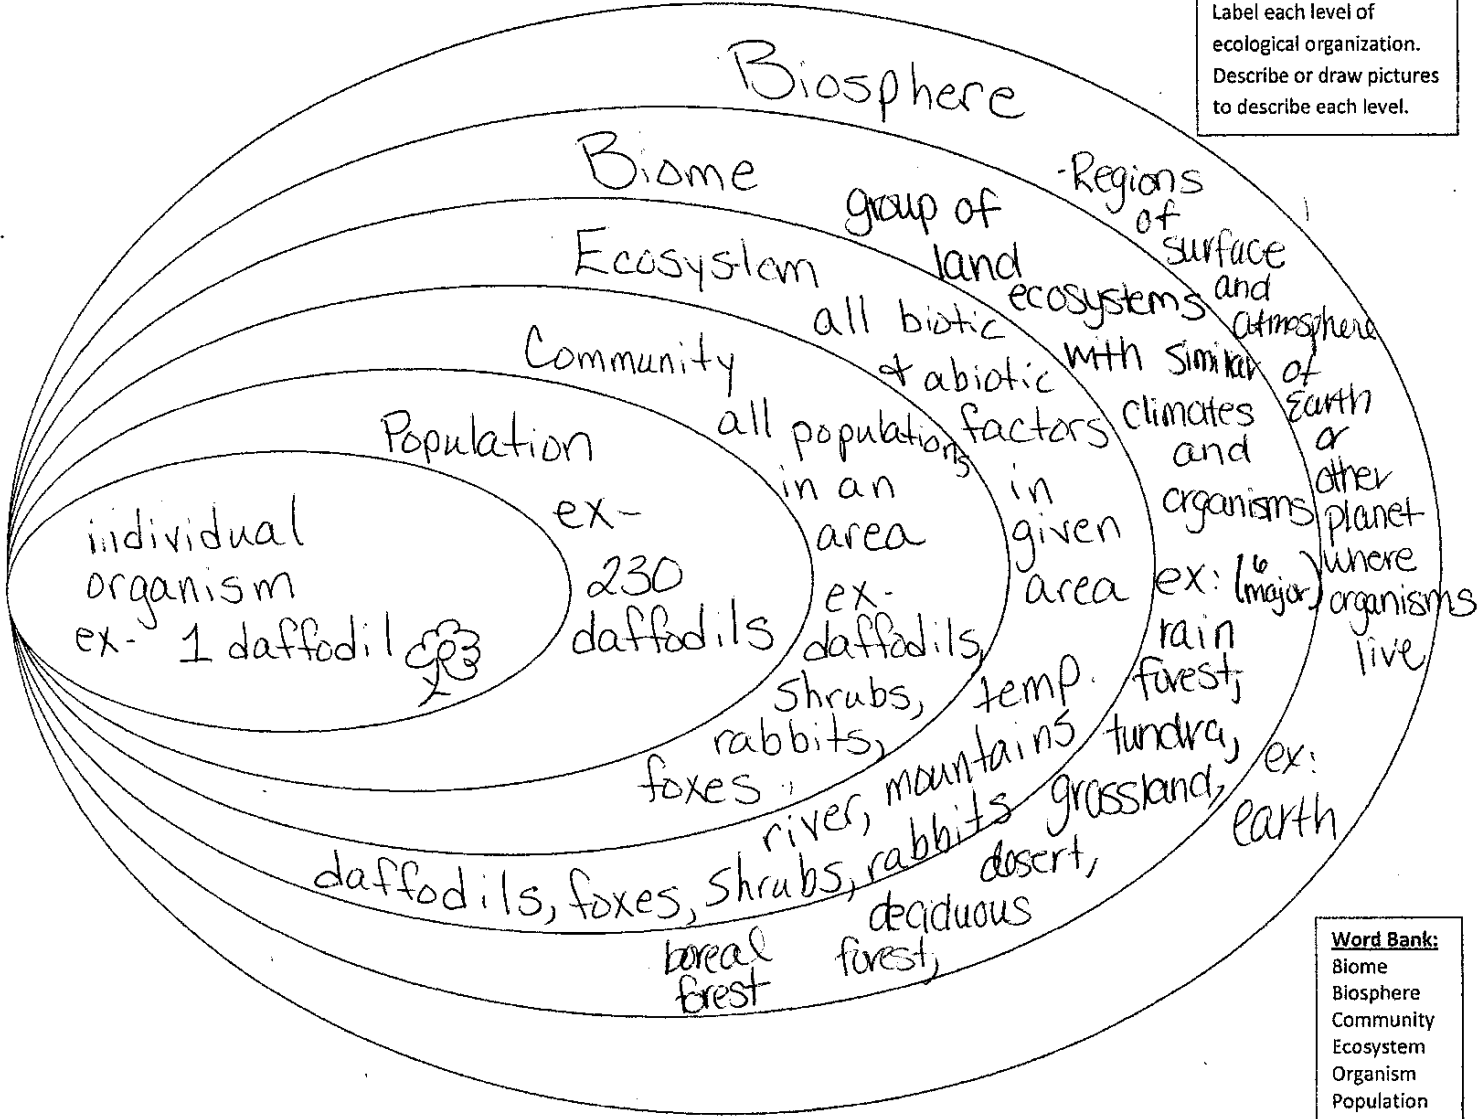 Label each level of
ecological organization.
Describe or draw pictures
to describe each level.
Biosphere
-Regions
of
surface
and
atmosphere
of
Earth
or
other
planet
where
organisms
live
ex:
earth
Biome
group of
land
ecosystems
with similar
climates
and
organisms
ex: (6 major)
rain
forest,
tundra,
grassland,
desert,
deciduous
forest,
boreal
forest
Ecosystem
all biotic
& abiotic
factors
in
given
area
temp.
mountains
river,
daffodils, foxes, shrubs, rabbits
Community
all populations
in an
area
ex-
daffodils,
shrubs,
rabbits,
foxes
Population
ex-
230
daffodils
individual
organism
ex- 1 daffodil
Word Bank:
Biome
Biosphere
Community
Ecosystem
Organism
Population